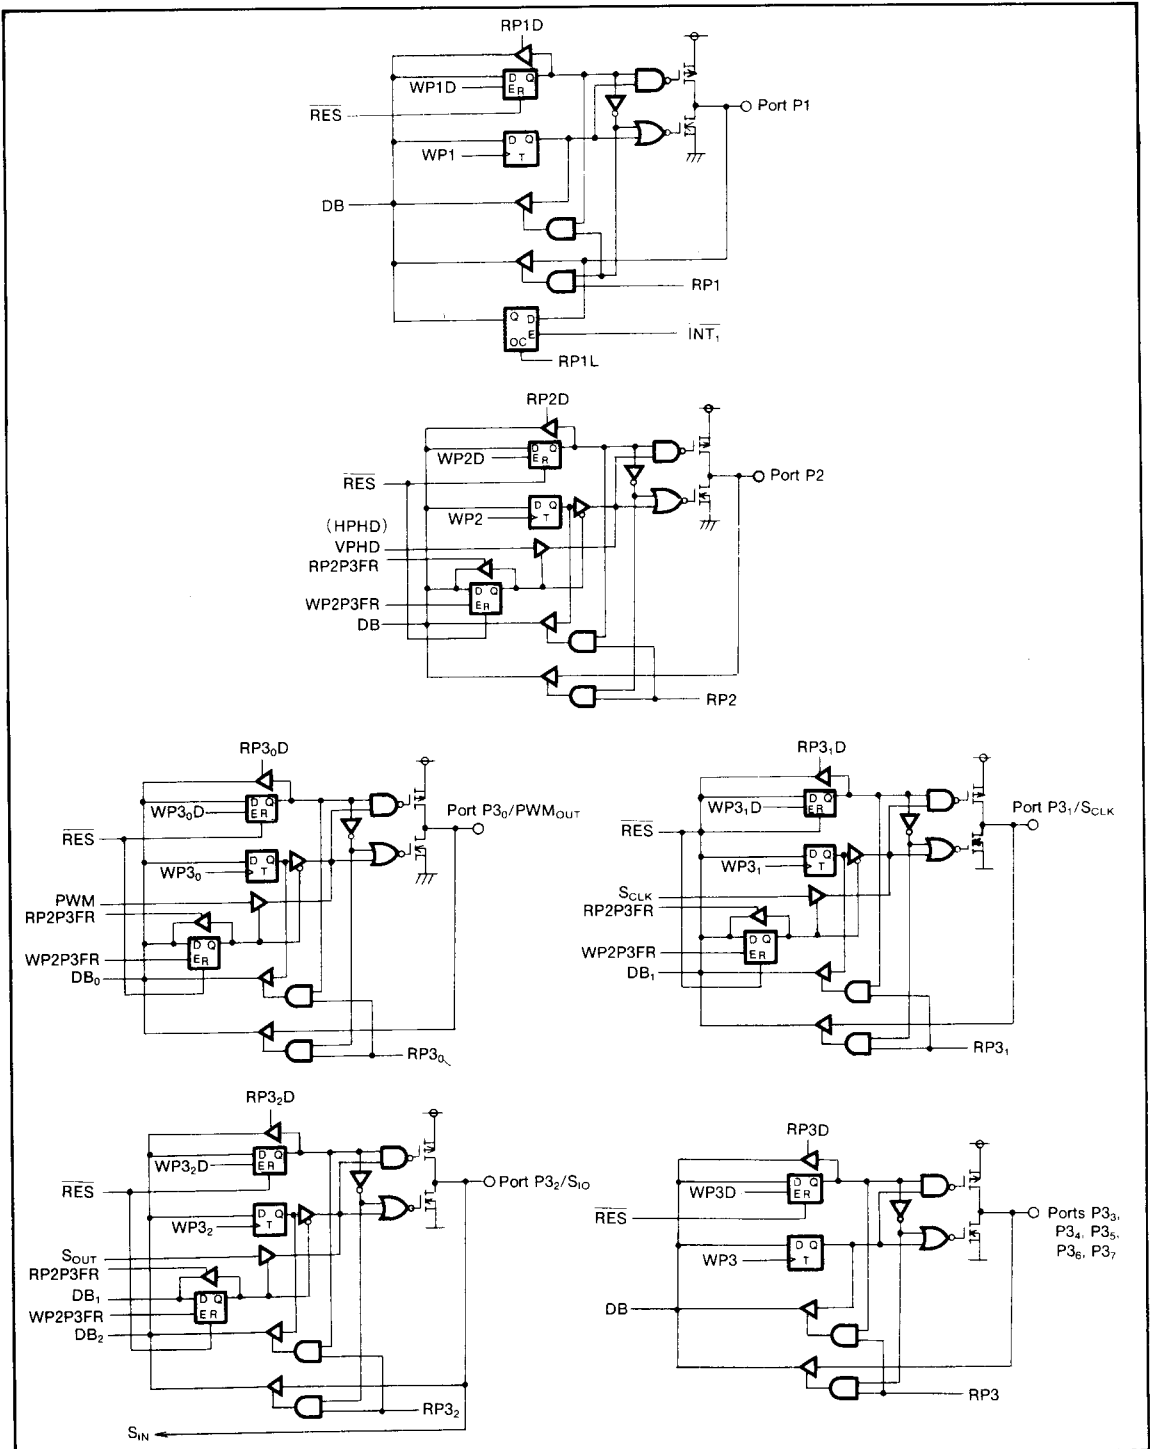 RP1D
D Q
WP1D
E R
RES
Port P1
D Q
WP1
T
DB
RP1
Q D
E
INT₁
OC
RP1L
RP2D
D Q
WP2D
E R
RES
Port P2
D Q
WP2
T
(HPHD)
VPHD
RP2P3FR
D Q
WP2P3FR
E R
DB
RP2
RP3₀D
D Q
WP3₀D
E R
Port P3₀/PWMOUT
RES
D Q
WP3₀
T
PWM
RP2P3FR
D Q
WP2P3FR
E R
DB₀
RP3₀
RP3₁D
D Q
WP3₁D
E R
Port P3₁/SCLK
RES
D Q
WP3₁
T
SCLK
RP2P3FR
D Q
WP2P3FR
E R
DB₁
RP3₁
RP3₂D
D Q
WP3₂D
E R
Port P3₂/SIO
RES
D Q
WP3₂
T
SOUT
RP2P3FR
DB₁
D Q
WP2P3FR
E R
DB₂
RP3₂
SIN
RP3D
D Q
WP3D
E R
RES
Ports P3₃,
P3₄, P3₅,
P3₆, P3₇
D Q
WP3
T
DB
RP3